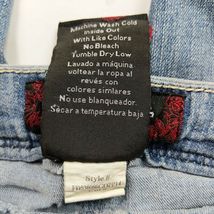 Machine Wash Cold
Inside Out
With Like Colors
No Bleach
Tumble Dry Low
Lavado a máquina
voltear la ropa al
revés con
colores similares
No use blanqueador.
Secar a temperatura baja
Style #